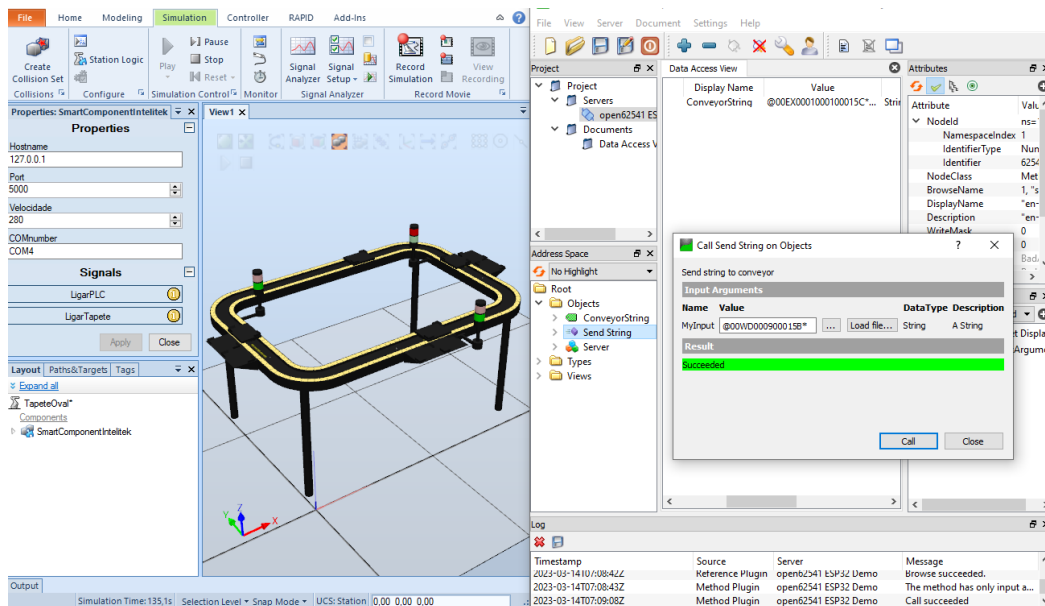 File Home Modeling Simulation Controller RAPID Add-Ins
Create
Collision Set
Collisions
Station Logic
Configure
Play
Pause
Stop
Reset
Simulation Control
Monitor
Signal
Analyzer
Signal
Setup
Signal Analyzer
Record
Simulation
View
Recording
Record Movie
Properties: SmartComponentIntelitek
Properties
Hostname
127.0.0.1
Port
5000
Velocidade
280
COMnumber
COM4
Signals
LigarPLC
LigarTapete
Apply Close
Layout Paths&Targets Tags
Expand all
TapeteOval*
Components
SmartComponentIntelitek
View1
Z
Y
X
Output
Simulation Time: 135,1s Selection Level Snap Mode UCS: Station 0,00 0,00 0,00
File View Server Document Settings Help
Project
Project
Servers
open62541 ES
Documents
Data Access V
Address Space
No Highlight
Root
Objects
ConveyorString
Send String
Server
Types
Views
Data Access View
Display Name Value
ConveyorString @00EX0001000100015C*... Strin
Attributes
Attribute Valu
NodeId ns=
NamespaceIndex 1
IdentifierType Num
Identifier 6254
NodeClass Met
BrowseName 1, "s
DisplayName "en-
Description "en-
WriteMask 0
0
Bad
t Displa
Argum
Call Send String on Objects
Send string to conveyor
Input Arguments
Name Value DataType Description
MyInput @00WD000900015B* ... Load file... String A String
Result
Succeeded
Call Close
Log
Timestamp Source Server Message
2023-03-14T07:08:42Z Reference Plugin open62541 ESP32 Demo Browse succeeded.
2023-03-14T07:08:43Z Method Plugin open62541 ESP32 Demo The method has only input a...
2023-03-14T07:09:08Z Method Plugin open62541 ESP32 Demo Call succeeded